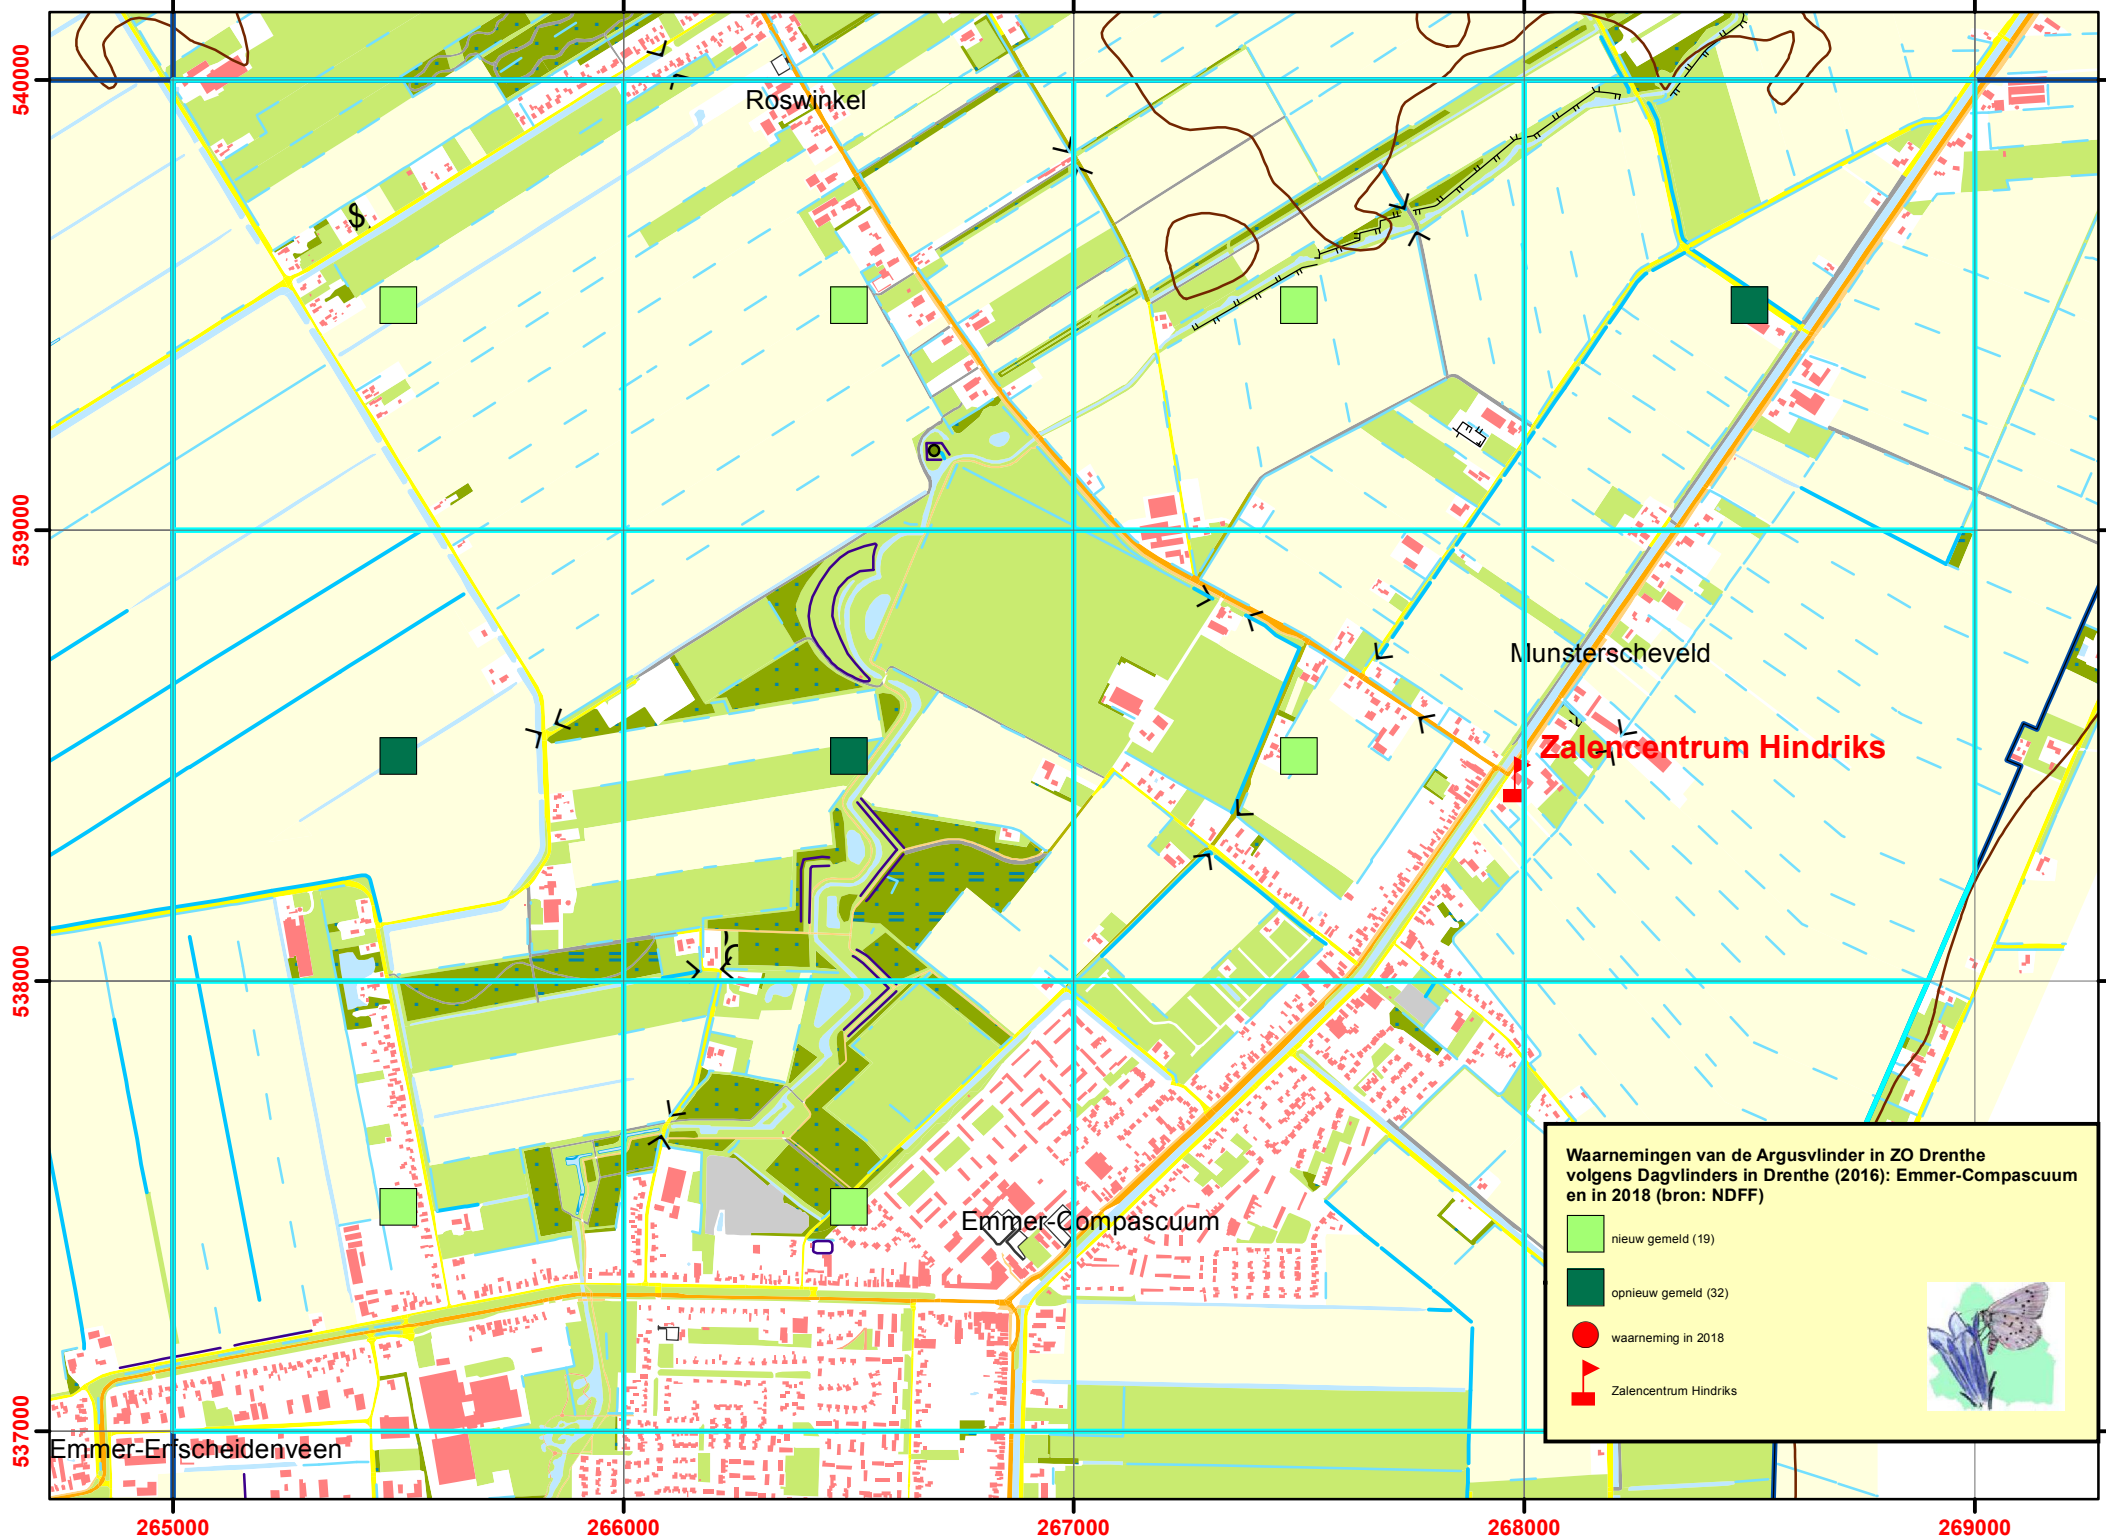 540000
539000
538000
537000
Roswinkel
Munsterscheveld
Zalencentrum Hindriks
Emmer-Compascuum
Emmer-Erfscheidenveen
Waarnemingen van de Argusvlinder in ZO Drenthe
volgens Dagvlinders in Drenthe (2016): Emmer-Compascuum
en in 2018 (bron: NDFF)
nieuw gemeld (19)
opnieuw gemeld (32)
waarneming in 2018
Zalencentrum Hindriks
265000
266000
267000
268000
269000